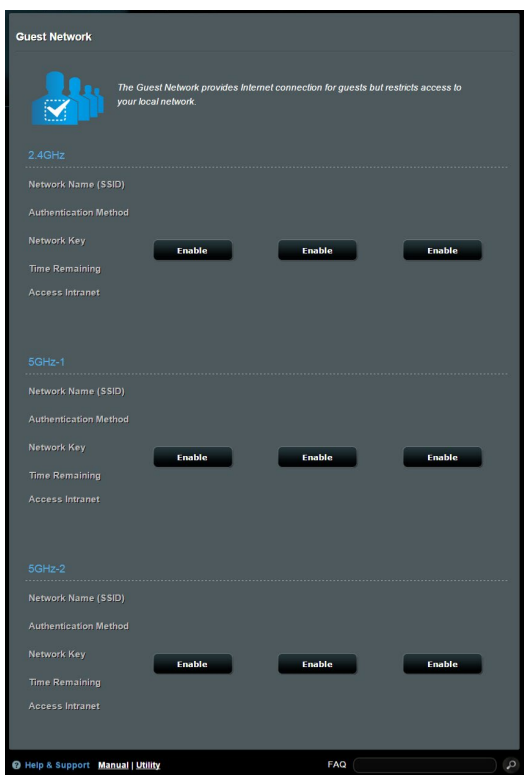 Guest Network
The Guest Network provides Internet connection for guests but restricts access to
your local network.
2.4GHz
Network Name (SSID)
Authentication Method
Network Key
Enable Enable Enable
Time Remaining
Access Intranet
5GHz-1
Network Name (SSID)
Authentication Method
Network Key
Enable Enable Enable
Time Remaining
Access Intranet
5GHz-2
Network Name (SSID)
Authentication Method
Network Key
Enable Enable Enable
Time Remaining
Access Intranet
Help & Support Manual | Utility FAQ